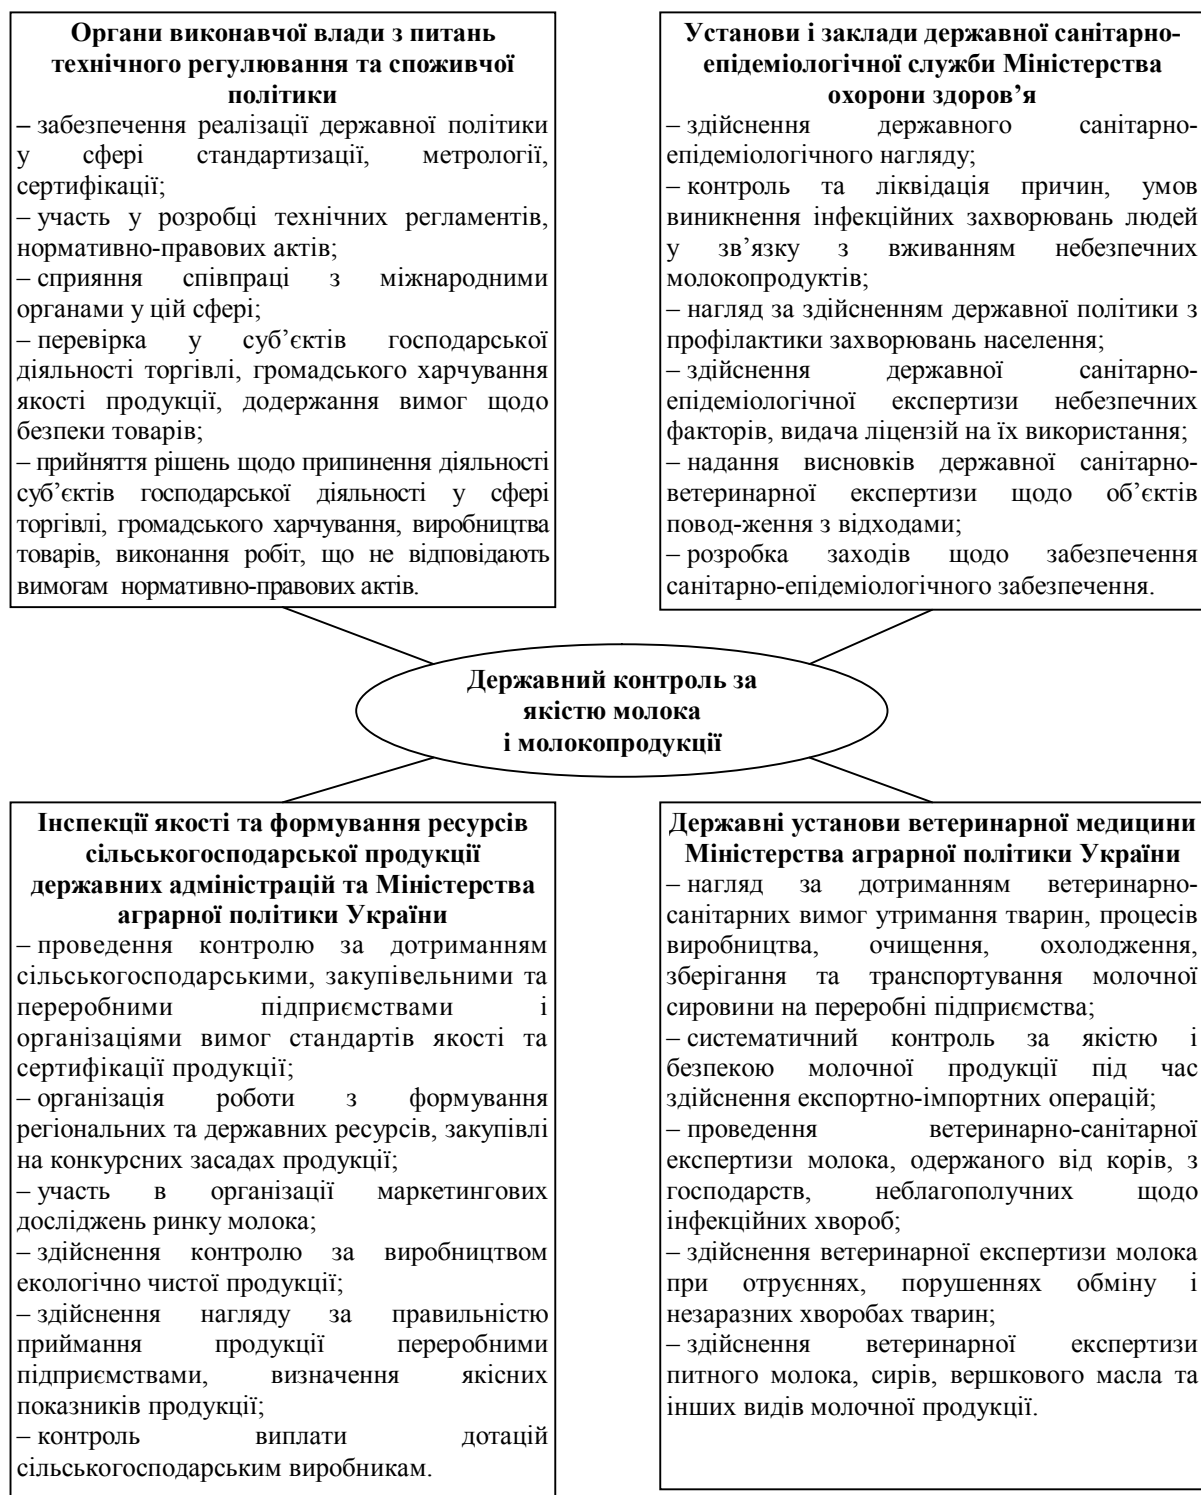 Органи виконавчої влади з питань
технічного регулювання та споживчої
політики
– забезпечення реалізації державної політики
у сфері стандартизації, метрології,
сертифікації;
– участь у розробці технічних регламентів,
нормативно-правових актів;
– сприяння співпраці з міжнародними
органами у цій сфері;
– перевірка у суб’єктів господарської
діяльності торгівлі, громадського харчування
якості продукції, додержання вимог щодо
безпеки товарів;
– прийняття рішень щодо припинення діяльності
суб’єктів господарської діяльності у сфері
торгівлі, громадського харчування, виробництва
товарів, виконання робіт, що не відповідають
вимогам нормативно-правових актів.
Установи і заклади державної санітарно-
епідеміологічної служби Міністерства
охорони здоров’я
– здійснення державного санітарно-
епідеміологічного нагляду;
– контроль та ліквідація причин, умов
виникнення інфекційних захворювань людей
у зв’язку з вживанням небезпечних
молокопродуктів;
– нагляд за здійсненням державної політики з
профілактики захворювань населення;
– здійснення державної санітарно-
епідеміологічної експертизи небезпечних
факторів, видача ліцензій на їх використання;
– надання висновків державної санітарно-
ветеринарної експертизи щодо об’єктів
повод-ження з відходами;
– розробка заходів щодо забезпечення
санітарно-епідеміологічного забезпечення.
Державний контроль за
якістю молока
і молокопродукції
Інспекції якості та формування ресурсів
сільськогосподарської продукції
державних адміністрацій та Міністерства
аграрної політики України
– проведення контролю за дотриманням
сільськогосподарськими, закупівельними та
переробними підприємствами і
організаціями вимог стандартів якості та
сертифікації продукції;
– організація роботи з формування
регіональних та державних ресурсів, закупівлі
на конкурсних засадах продукції;
– участь в організації маркетингових
досліджень ринку молока;
– здійснення контролю за виробництвом
екологічно чистої продукції;
– здійснення нагляду за правильністю
приймання продукції переробними
підприємствами, визначення якісних
показників продукції;
– контроль виплати дотацій
сільськогосподарським виробникам.
Державні установи ветеринарної медицини
Міністерства аграрної політики України
– нагляд за дотриманням ветеринарно-
санітарних вимог утримання тварин, процесів
виробництва, очищення, охолодження,
зберігання та транспортування молочної
сировини на переробні підприємства;
– систематичний контроль за якістю і
безпекою молочної продукції під час
здійснення експортно-імпортних операцій;
– проведення ветеринарно-санітарної
експертизи молока, одержаного від корів, з
господарств, неблагополучних щодо
інфекційних хвороб;
– здійснення ветеринарної експертизи молока
при отруєннях, порушеннях обміну і
незаразних хворобах тварин;
– здійснення ветеринарної експертизи
питного молока, сирів, вершкового масла та
інших видів молочної продукції.